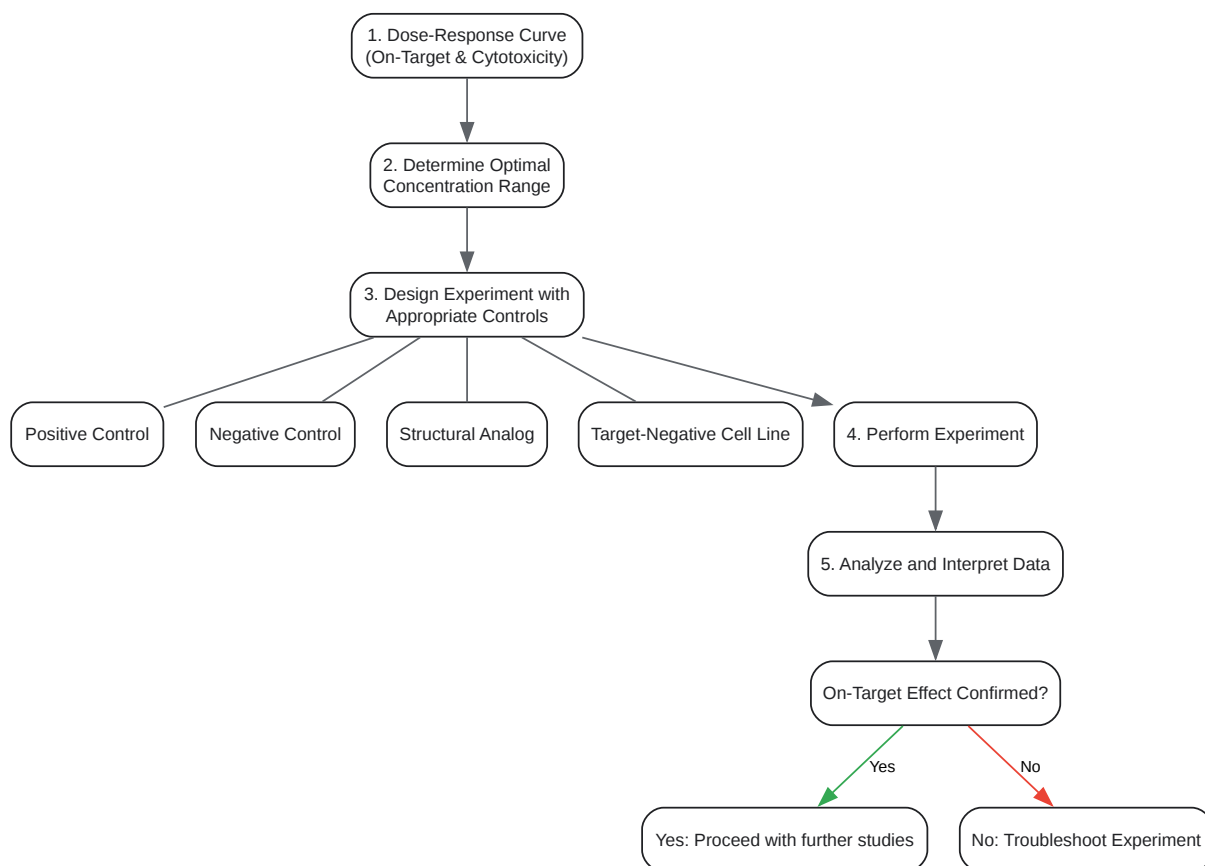 1. Dose-Response Curve
(On-Target & Cytotoxicity)
2. Determine Optimal
Concentration Range
3. Design Experiment with
Appropriate Controls
Positive Control
Negative Control
Structural Analog
Target-Negative Cell Line
4. Perform Experiment
5. Analyze and Interpret Data
On-Target Effect Confirmed?
Yes
No
Yes: Proceed with further studies
No: Troubleshoot Experiment